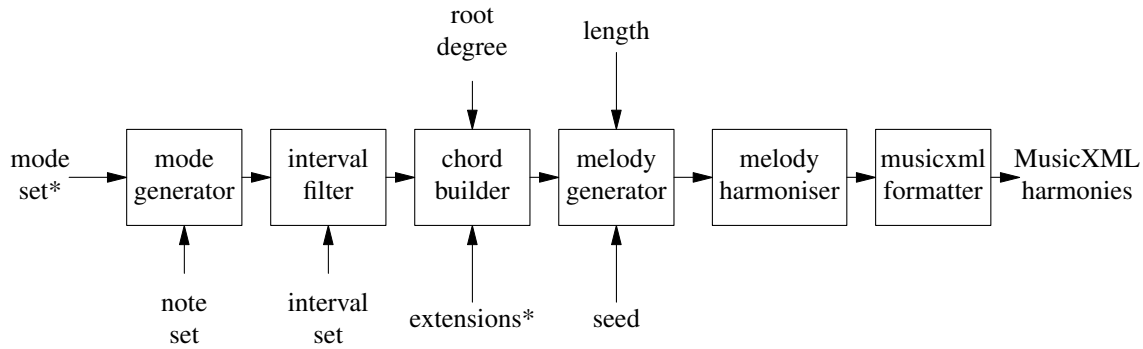 root
degree
length
mode
set*
mode
generator
interval
filter
chord
builder
melody
generator
melody
harmoniser
musicxml
formatter
MusicXML
harmonies
note
set
interval
set
extensions*
seed